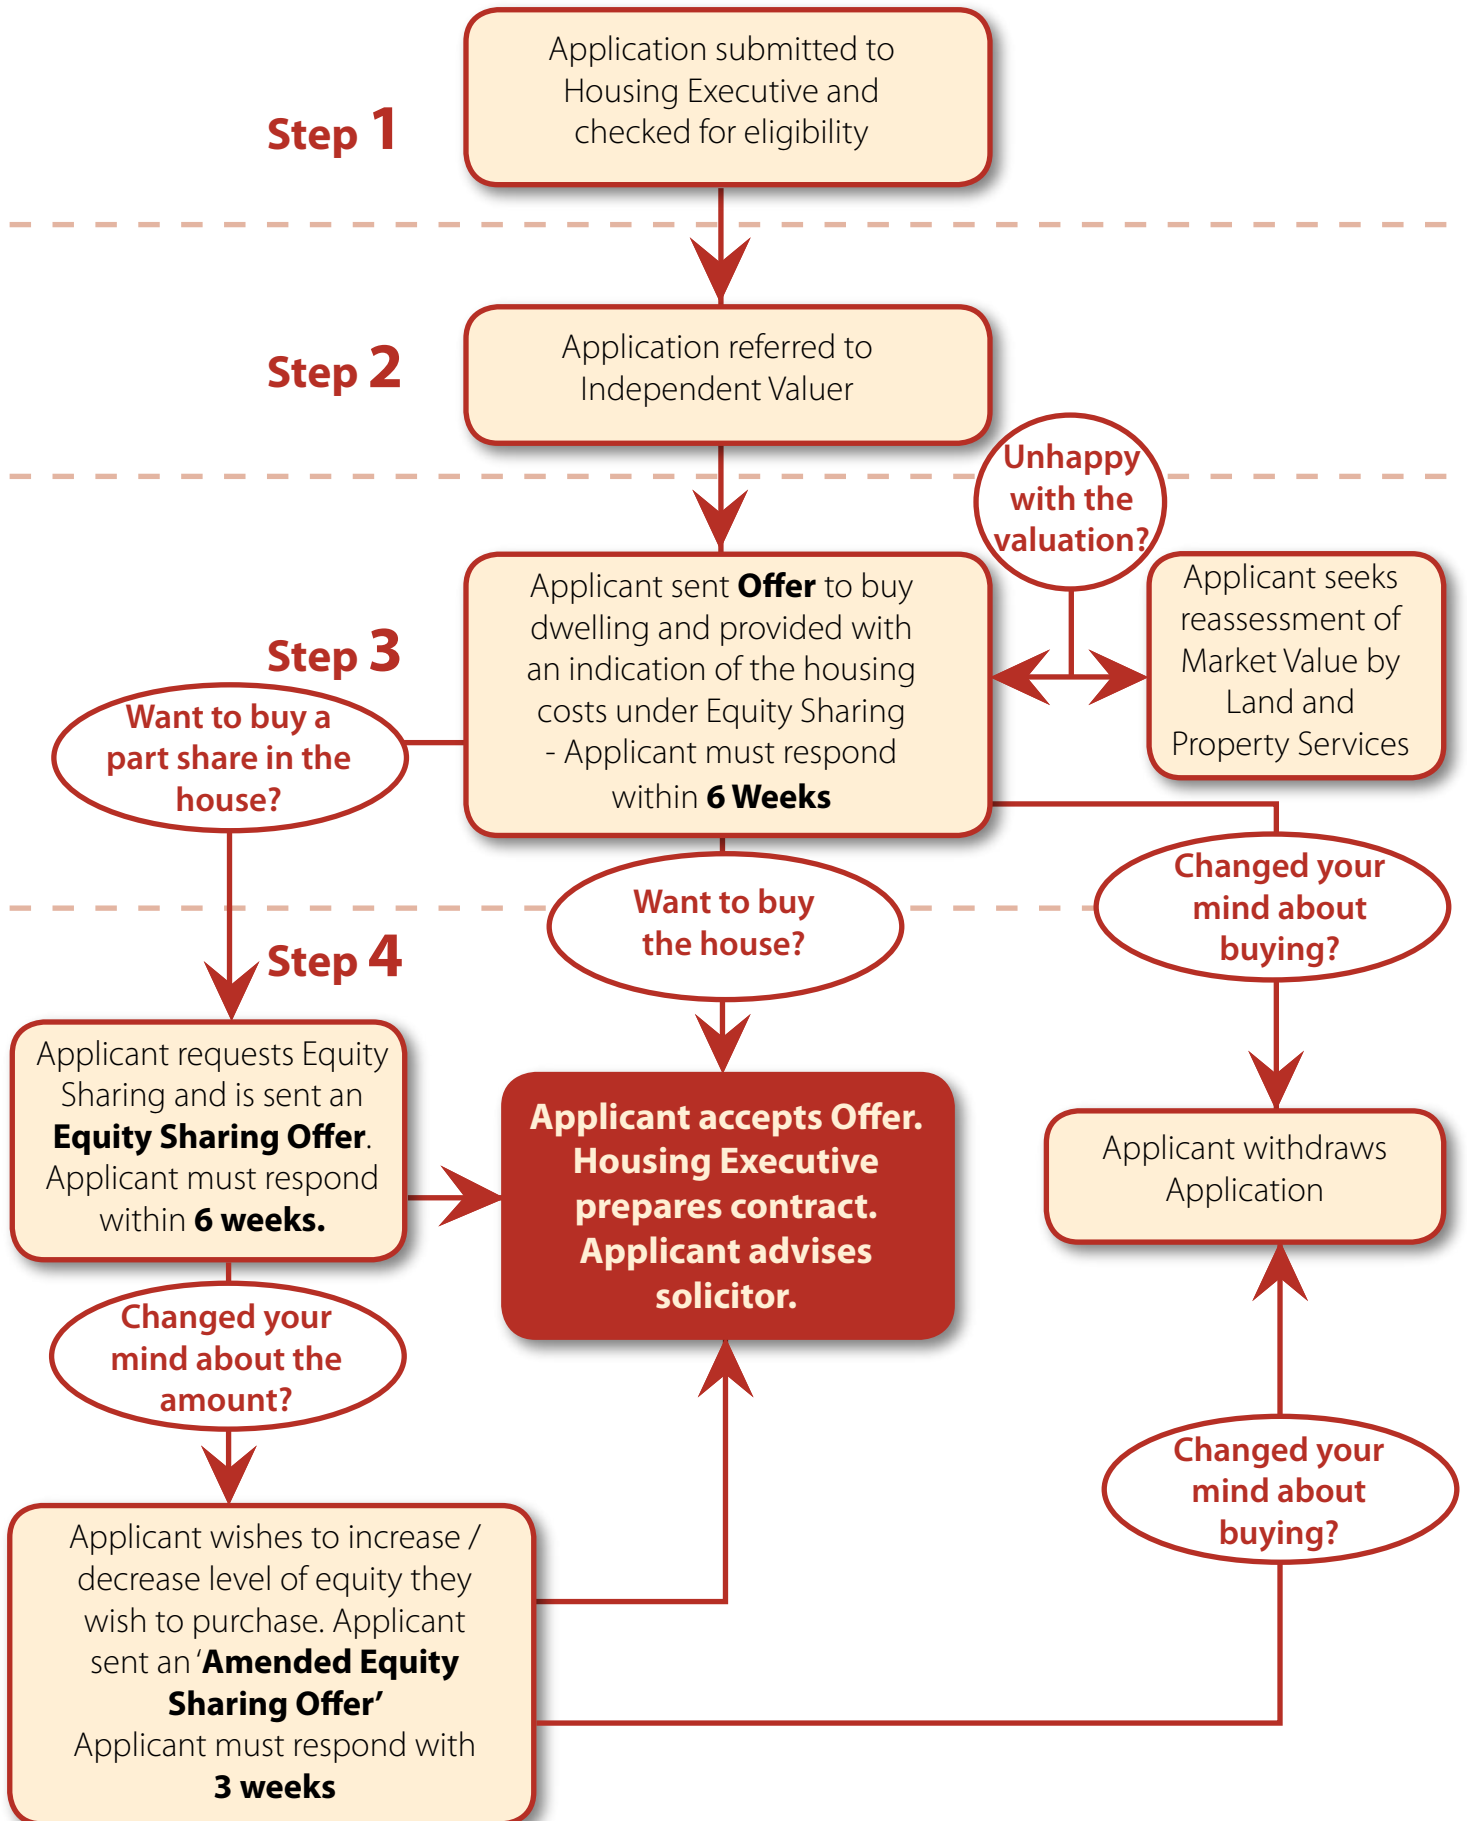 Step 1
Application submitted to
Housing Executive and
checked for eligibility
Step 2
Application referred to
Independent Valuer
Unhappy
with the
valuation?
Step 3
Applicant sent Offer to buy
dwelling and provided with
an indication of the housing
costs under Equity Sharing
- Applicant must respond
within 6 Weeks
Applicant seeks
reassessment of
Market Value by
Land and
Property Services
Want to buy a
part share in the
house?
Want to buy
the house?
Changed your
mind about
buying?
Step 4
Applicant requests Equity
Sharing and is sent an
Equity Sharing Offer.
Applicant must respond
within 6 weeks.
Applicant accepts Offer.
Housing Executive
prepares contract.
Applicant advises
solicitor.
Applicant withdraws
Application
Changed your
mind about the
amount?
Changed your
mind about
buying?
Applicant wishes to increase /
decrease level of equity they
wish to purchase. Applicant
sent an ‘Amended Equity
Sharing Offer’
Applicant must respond with
3 weeks